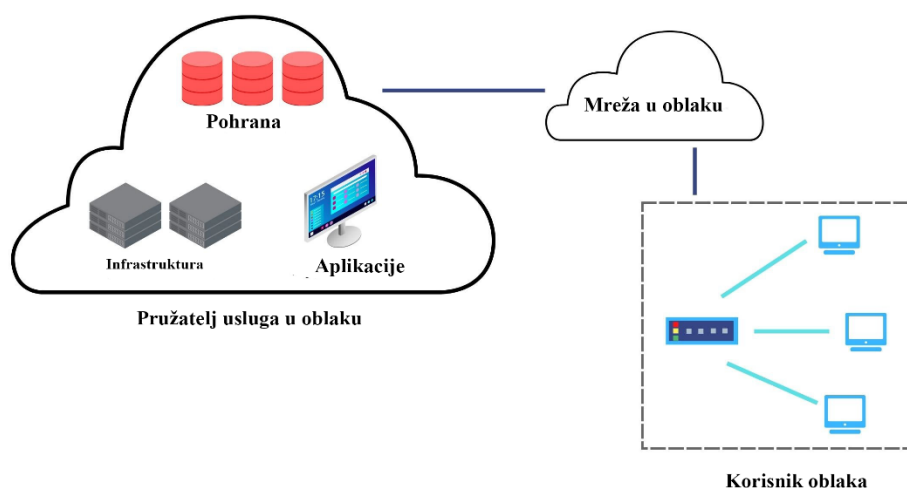 Pohrana
Mreža u oblaku
Infrastruktura
Aplikacije
Pružatelj usluga u oblaku
Korisnik oblaka